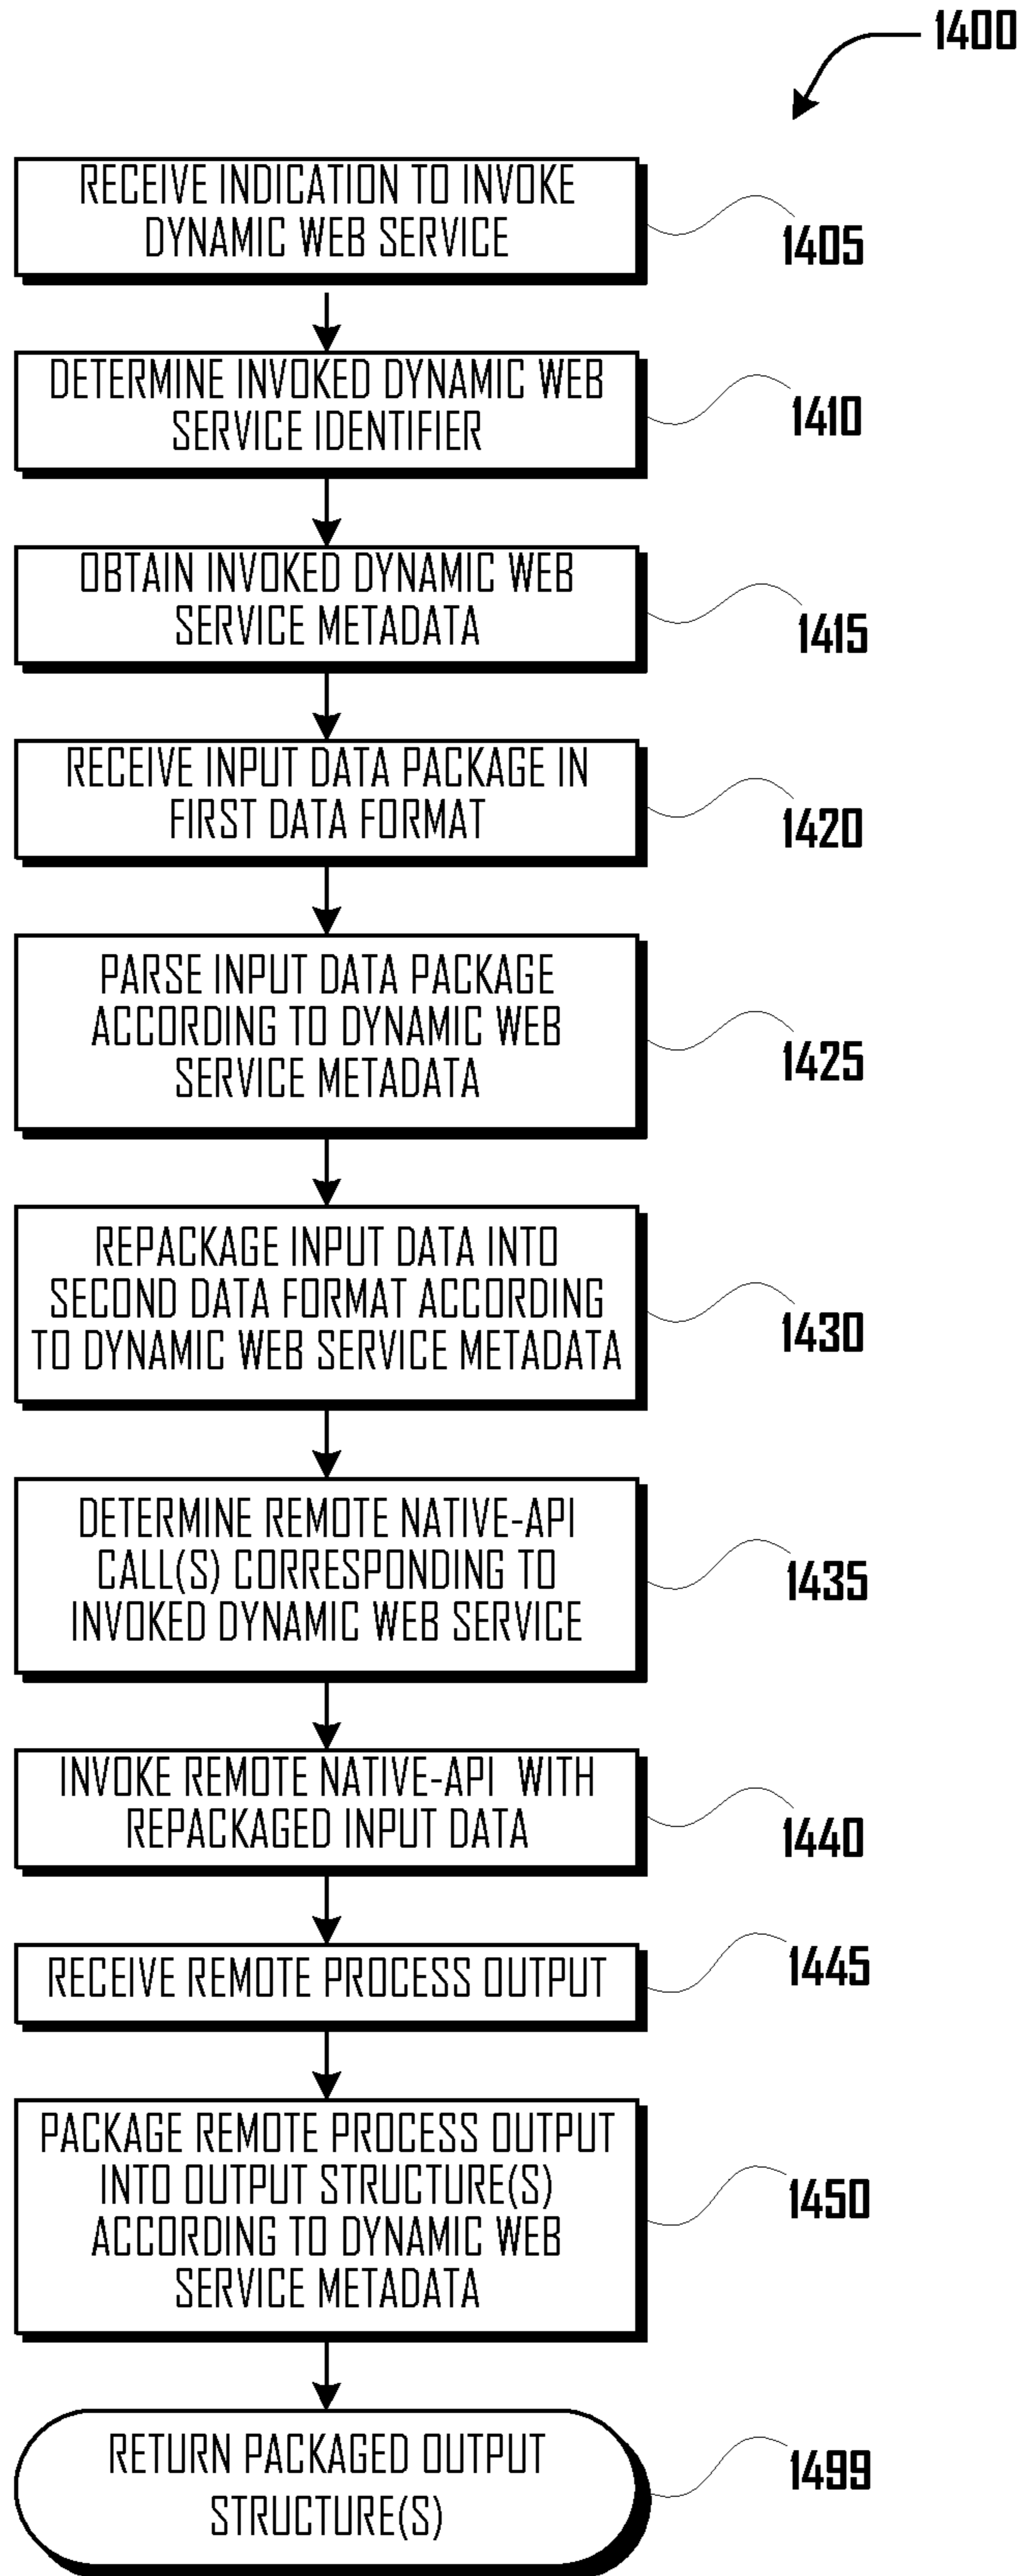 1400
RECEIVE INDICATION TO INVOKE
DYNAMIC WEB SERVICE
1405
DETERMINE INVOKED DYNAMIC WEB
SERVICE IDENTIFIER
1410
OBTAIN INVOKED DYNAMIC WEB
SERVICE METADATA
1415
RECEIVE INPUT DATA PACKAGE IN
FIRST DATA FORMAT
1420
PARSE INPUT DATA PACKAGE
ACCORDING TO DYNAMIC WEB
SERVICE METADATA
1425
REPACKAGE INPUT DATA INTO
SECOND DATA FORMAT ACCORDING
TO DYNAMIC WEB SERVICE METADATA
1430
DETERMINE REMOTE NATIVE-API
CALL(S) CORRESPONDING TO
INVOKED DYNAMIC WEB SERVICE
1435
INVOKE REMOTE NATIVE-API WITH
REPACKAGED INPUT DATA
1440
RECEIVE REMOTE PROCESS OUTPUT
1445
PACKAGE REMOTE PROCESS OUTPUT
INTO OUTPUT STRUCTURE(S)
ACCORDING TO DYNAMIC WEB
SERVICE METADATA
1450
RETURN PACKAGED OUTPUT
STRUCTURE(S)
1499